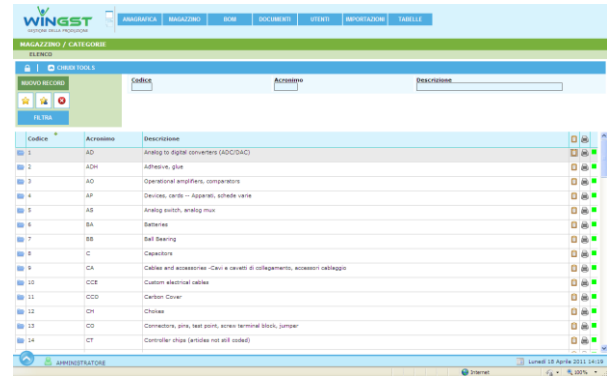 WINGST
GESTIONE DELLA PRODUZIONE
ANAGRAFICA MAGAZZINO BOM DOCUMENTI UTENTI IMPORTAZIONI TABELLE
MAGAZZINO / CATEGORIE
ELENCO
CHIUDI TOOLS
NUOVO RECORD
Codice Acronimo Descrizione
FILTRA
Codice Acronimo Descrizione
1 AD Analog to digital converters (ADC/DAC)
2 ADH Adhesive, glue
3 AO Operational amplifiers, comparators
4 AP Devices, cards -- Apparati, schede varie
5 AS Analog switch, analog mux
6 BA Batteries
7 BB Ball Bearing
8 C Capacitors
9 CA Cables and accessories -Cavi e cavetti di collegamento, accessori cablaggio
10 CCE Custom electrical cables
11 CCO Carbon Cover
12 CH Chokes
13 CO Connectors, pins, test point, screw terminal block, jumper
14 CT Controller chips (articles not still coded)
AMMINISTRATORE
Lunedì 18 Aprile 2011 14:19
Internet
100%